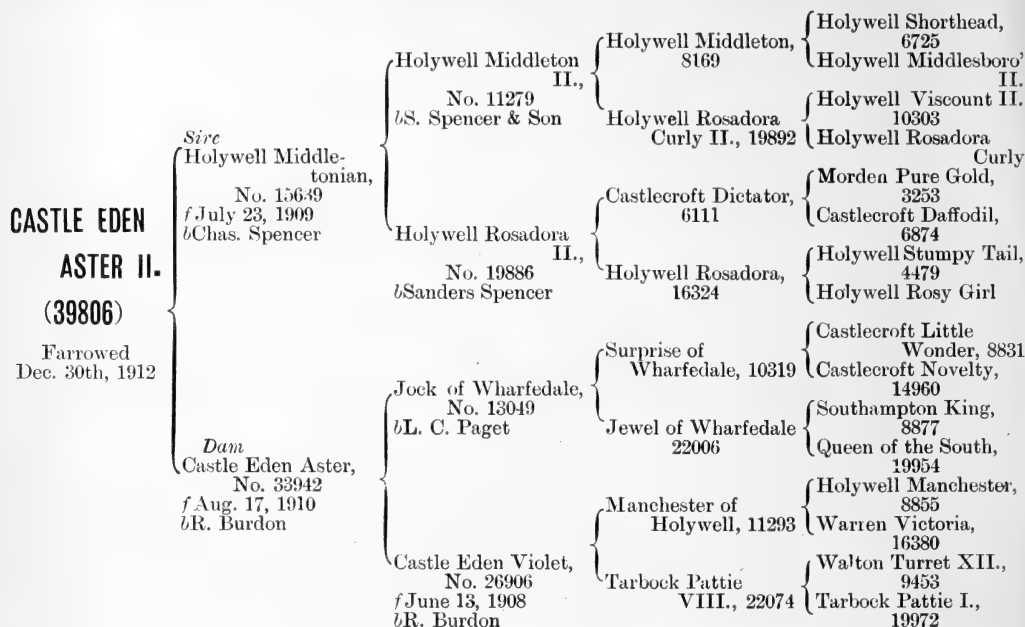 CASTLE EDEN
ASTER II.
(39806)
Farrowed
Dec. 30th, 1912
Sire
Holywell Middle-
tonian,
No. 15639
f July 23, 1909
bChas. Spencer
Dam
Castle Eden Aster,
No. 33942
f Aug. 17, 1910
bR. Burdon
Holywell Middleton
II.,
No. 11279
bS. Spencer & Son
Holywell Rosadora
II.,
No. 19886
bSanders Spencer
Jock of Wharfedale,
No. 13049
bL. C. Paget
Castle Eden Violet,
No. 26906
f June 13, 1908
bR. Burdon
Holywell Middleton,
8169
Holywell Rosadora
Curly II., 19892
Castlecroft Dictator,
6111
Holywell Rosadora,
16324
Surprise of
Wharfedale, 10319
Jewel of Wharfedale
22006
Manchester of
Holywell, 11293
Tarbock Pattie
VIII., 22074
Holywell Shorthead,
6725
Holywell Middlesboro'
II.
Holywell Viscount II.
10303
Holywell Rosadora
Curly
Morden Pure Gold,
3253
Castlecroft Daffodil,
6874
Holywell Stumpy Tail,
4479
Holywell Rosy Girl
Castlecroft Little
Wonder, 8831
Castlecroft Novelty,
14960
Southampton King,
8877
Queen of the South,
19954
Holywell Manchester,
8855
Warren Victoria,
16380
Walton Turret XII.,
9453
Tarbock Pattie I.,
19972